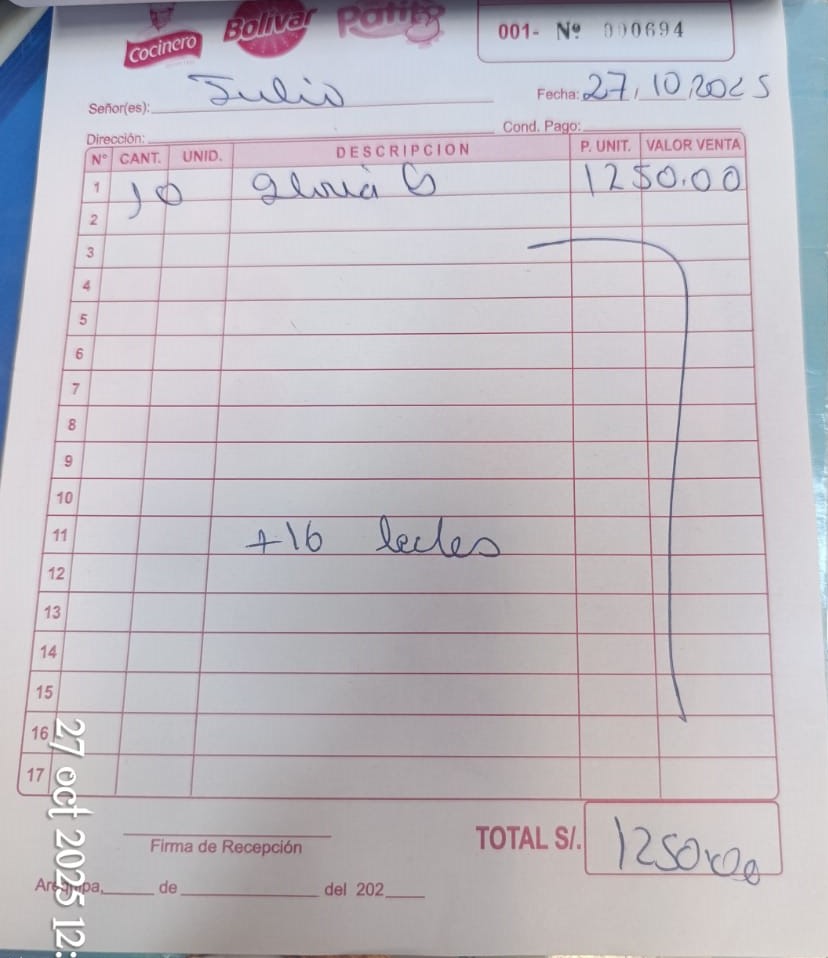 Cocinero
Bolívar
Patito
001- Nº 000694
Señor(es): Julio
Fecha: 27, 10, 2025
Dirección:
Cond. Pago:
Nº CANT. UNID. DESCRIPCION P. UNIT. VALOR VENTA
1 10 gloria G 1250.00
2
3
4
5
6
7
8
9
10
11 +16 leches
12
13
14
15
16
17
Firma de Recepción
TOTAL S/. 1250.00
Arequipa, de del 202
27 oct 2025 12: